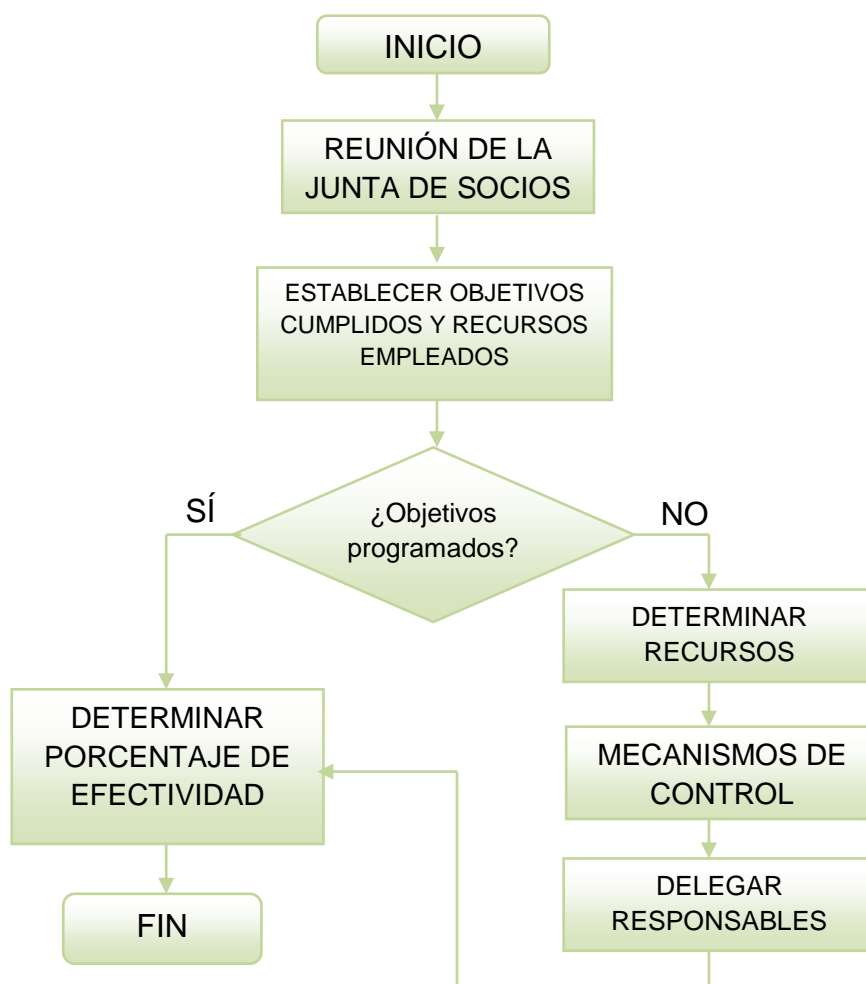 INICIO
REUNIÓN DE LA
JUNTA DE SOCIOS
ESTABLECER OBJETIVOS
CUMPLIDOS Y RECURSOS
EMPLEADOS
¿Objetivos
programados?
SÍ
NO
DETERMINAR
RECURSOS
DETERMINAR
PORCENTAJE DE
EFECTIVIDAD
MECANISMOS DE
CONTROL
DELEGAR
RESPONSABLES
FIN